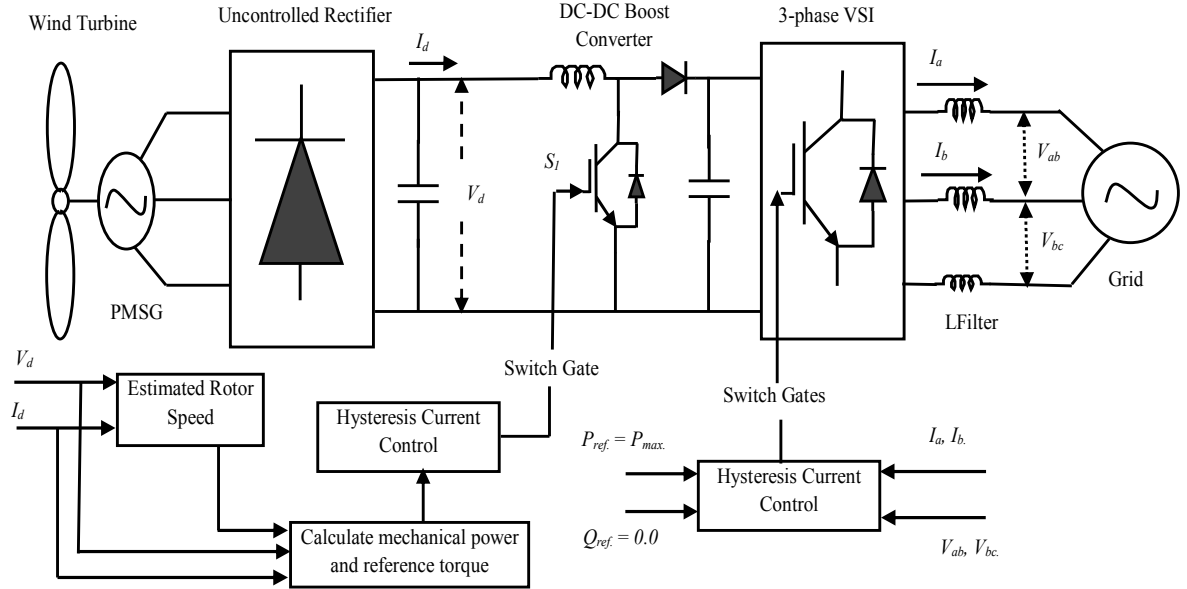 Uncontrolled Rectifier
DC-DC Boost
Converter
3-phase VSI
Wind Turbine
Id
Ia
S1
Vd
Ib
Vab
Vbc
PMSG
Grid
LFilter
Vd
Id
Estimated Rotor
Speed
Switch Gate
Switch Gates
Hysteresis Current
Control
Pref. = Pmax.
Ia, Ib.
Hysteresis Current
Control
Qref. = 0.0
Vab, Vbc.
Calculate mechanical power
and reference torque